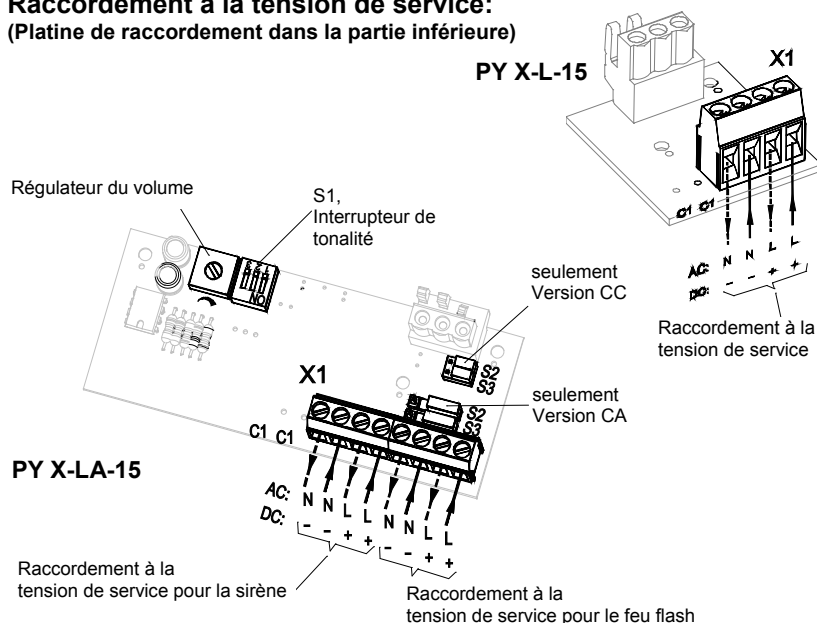 Raccordement à la tension de service:
(Platine de raccordement dans la partie inférieure)
PY X-L-15
X1
Régulateur du volume
S1,
Interrupteur de
tonalité
C1 C1
AC: N N L L
DC: - - + +
Raccordement à la
tension de service
seulement
Version CC
NO
S2
S3
X1
seulement
Version CA
S2
S3
C1 C1
PY X-LA-15
AC: N N L L N N L L
DC: - - + + - - + +
Raccordement à la
tension de service pour la sirène
Raccordement à la
tension de service pour le feu flash